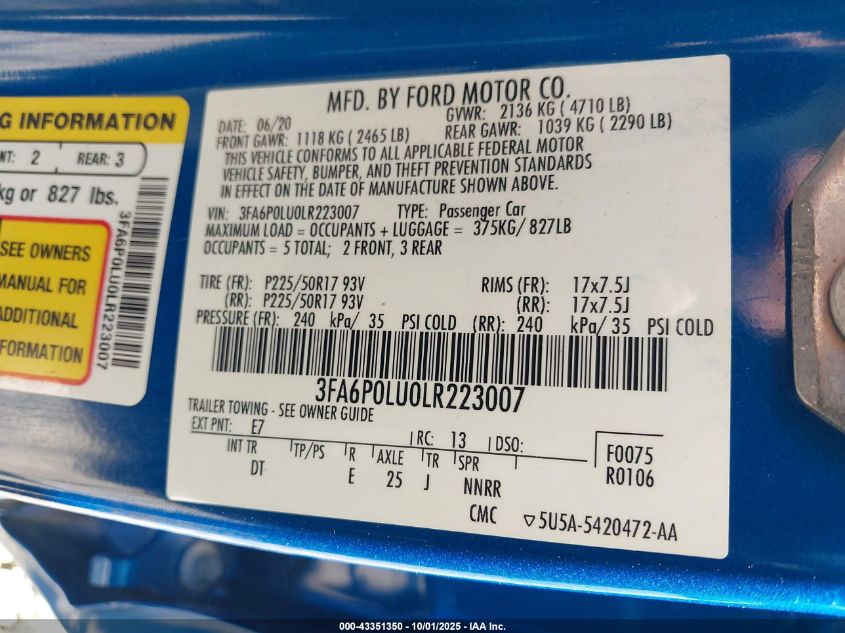 G INFORMATION
NT: 2 REAR: 3
kg or 827 lbs.
SEE OWNERS
MANUAL FOR
ADDITIONAL
FORMATION
3FA6P0LU0LR223007
MFD. BY FORD MOTOR CO.
DATE: 06/20 GVWR: 2136 KG ( 4710 LB)
FRONT GAWR: 1118 KG ( 2465 LB) REAR GAWR: 1039 KG ( 2290 LB)
THIS VEHICLE CONFORMS TO ALL APPLICABLE FEDERAL MOTOR
VEHICLE SAFETY, BUMPER, AND THEFT PREVENTION STANDARDS
IN EFFECT ON THE DATE OF MANUFACTURE SHOWN ABOVE.
VIN: 3FA6P0LU0LR223007 TYPE: Passenger Car
MAXIMUM LOAD = OCCUPANTS + LUGGAGE = 375KG/ 827LB
OCCUPANTS = 5 TOTAL; 2 FRONT, 3 REAR
TIRE (FR): P225/50R17 93V RIMS (FR): 17x7.5J
(RR): P225/50R17 93V (RR): 17x7.5J
PRESSURE (FR): 240 kPa/ 35 PSI COLD (RR): 240 kPa/ 35 PSI COLD
3FA6P0LU0LR223007
TRAILER TOWING - SEE OWNER GUIDE
EXT PNT: E7 RC: 13 DSO: F0075
INT TR TP/PS R AXLE TR SPR R0106
DT E 25 J NNRR
CMC ▽5U5A-5420472-AA
000-43351350 | 10/01/2025 | IAA Inc.